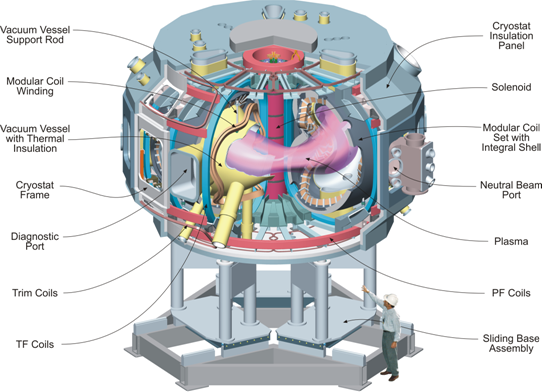 Vacuum Vessel
Support Rod
Modular Coil
Winding
Vacuum Vessel
with Thermal
Insulation
Cryostat
Frame
Diagnostic
Port
Trim Coils
TF Coils
Cryostat
Insulation
Panel
Solenoid
Modular Coil
Set with
Integral Shell
Neutral Beam
Port
Plasma
PF Coils
Sliding Base
Assembly